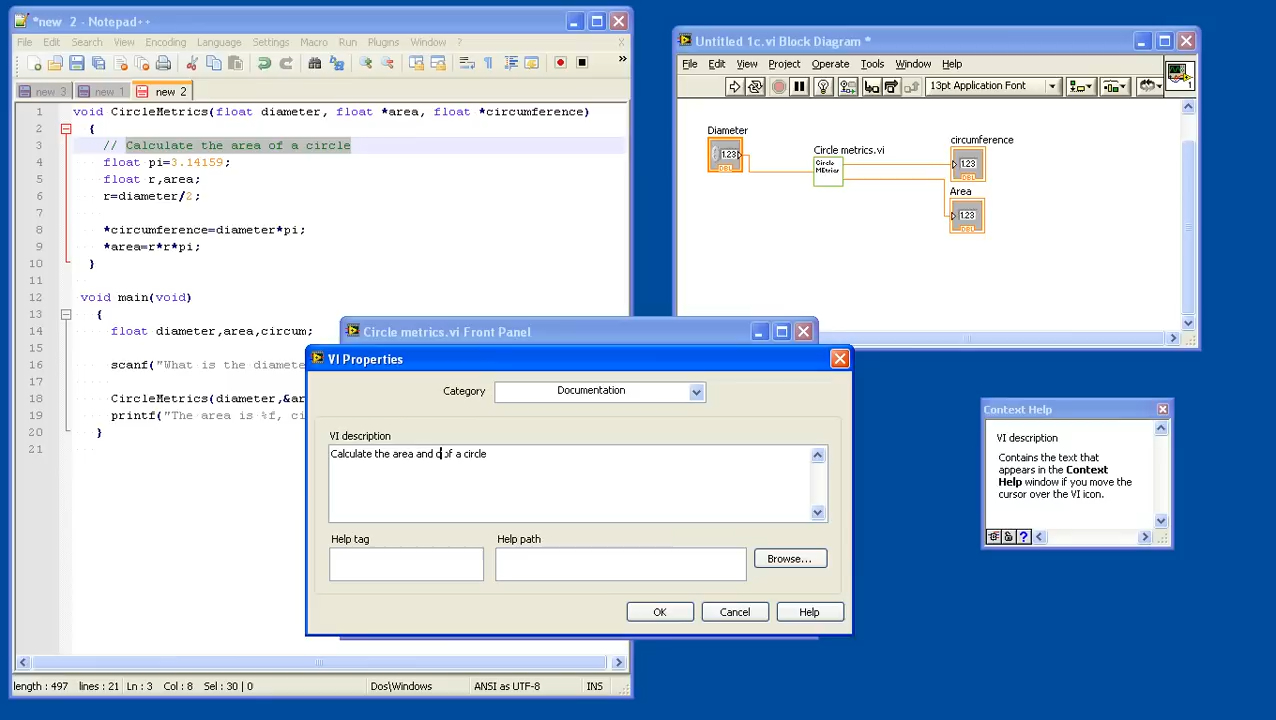 *new  2 - Notepad++
File Edit Search View Encoding Language Settings Macro Run Plugins Window ? X
new 3 new 1 new 2
1 void CircleMetrics(float diameter, float *area, float *circumference)
2 {
3 // Calculate the area of a circle
4 float pi=3.14159;
5 float r,area;
6 r=diameter/2;
7
8 *circumference=diameter*pi;
9 *area=r*r*pi;
10 }
11
12 void main(void)
13 {
14 float diameter,area,circum;
15
16 scanf("What is the diamete
17
18 CircleMetrics(diameter,&ar
19 printf("The area is %f, ci
20 }
21
length : 497 lines : 21 Ln : 3 Col : 8 Sel : 30 | 0 Dos\Windows ANSI as UTF-8 INS
Untitled 1c.vi Block Diagram *
File Edit View Project Operate Tools Window Help
13pt Application Font
1
Diameter
123
DBL
Circle metrics.vi
Circle
MEtrics
circumference
123
DBL
Area
123
DBL
Circle metrics.vi Front Panel
VI Properties
Category Documentation
VI description
Calculate the area and c of a circle
Help tag Help path
Browse...
OK Cancel Help
Context Help
VI description
Contains the text that
appears in the Context
Help window if you move the
cursor over the VI icon.
?